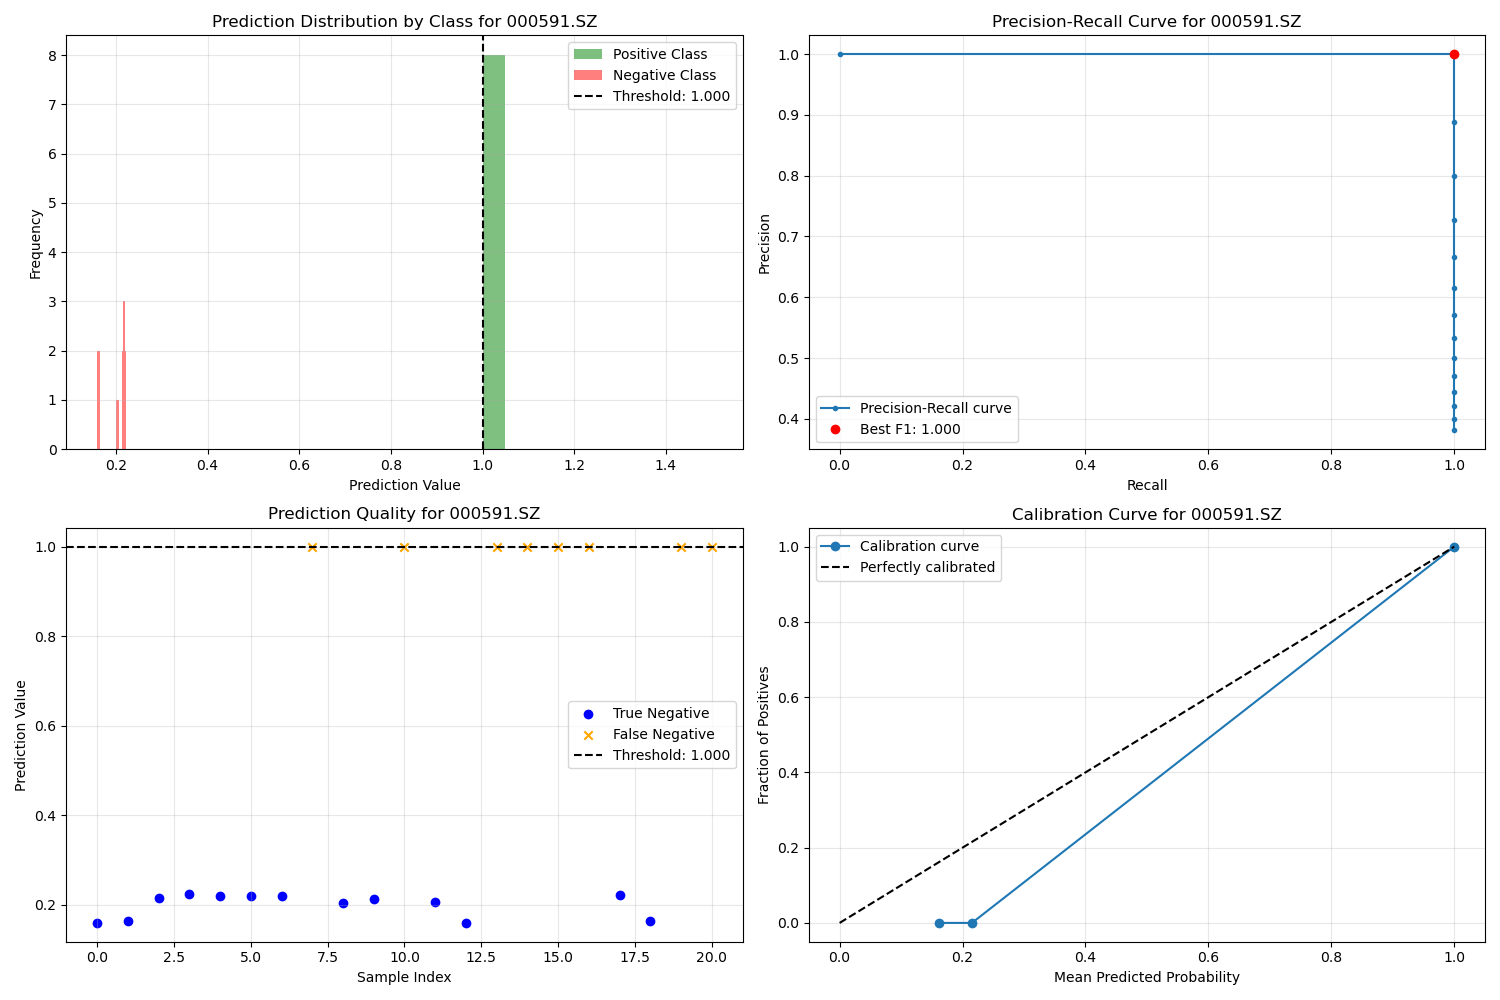 Prediction Distribution by Class for 000591.SZ
8
7
6
5
4
3
2
1
0
Frequency
0.2
0.4
0.6
0.8
1.0
1.2
1.4
Prediction Value
Positive Class
Negative Class
Threshold: 1.000
Precision-Recall Curve for 000591.SZ
1.0
0.9
0.8
0.7
0.6
0.5
0.4
Precision
0.0
0.2
0.4
0.6
0.8
1.0
Recall
Precision-Recall curve
Best F1: 1.000
Prediction Quality for 000591.SZ
1.0
0.8
0.6
0.4
0.2
Prediction Value
0.0
2.5
5.0
7.5
10.0
12.5
15.0
17.5
20.0
Sample Index
True Negative
False Negative
Threshold: 1.000
Calibration Curve for 000591.SZ
1.0
0.8
0.6
0.4
0.2
0.0
Fraction of Positives
0.0
0.2
0.4
0.6
0.8
1.0
Mean Predicted Probability
Calibration curve
Perfectly calibrated